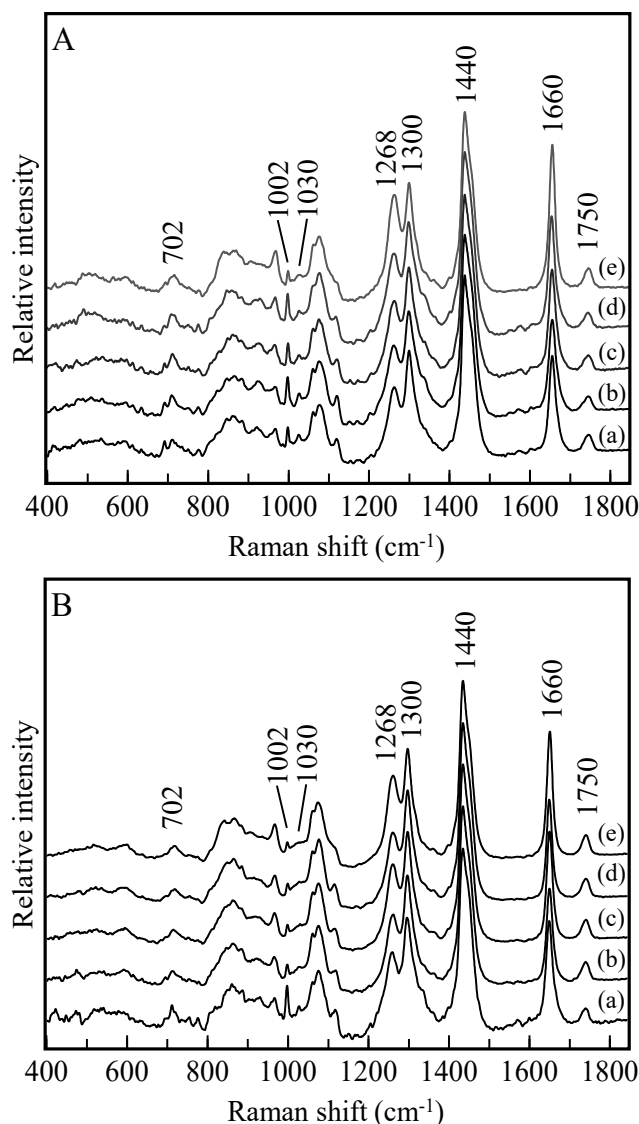 A
702
1002
1030
1268
1300
1440
1660
1750
(e)
(d)
(c)
(b)
(a)
Relative intensity
400 600 800 1000 1200 1400 1600 1800
Raman shift (cm⁻¹)
B
702
1002
1030
1268
1300
1440
1660
1750
(e)
(d)
(c)
(b)
(a)
Relative intensity
400 600 800 1000 1200 1400 1600 1800
Raman shift (cm⁻¹)